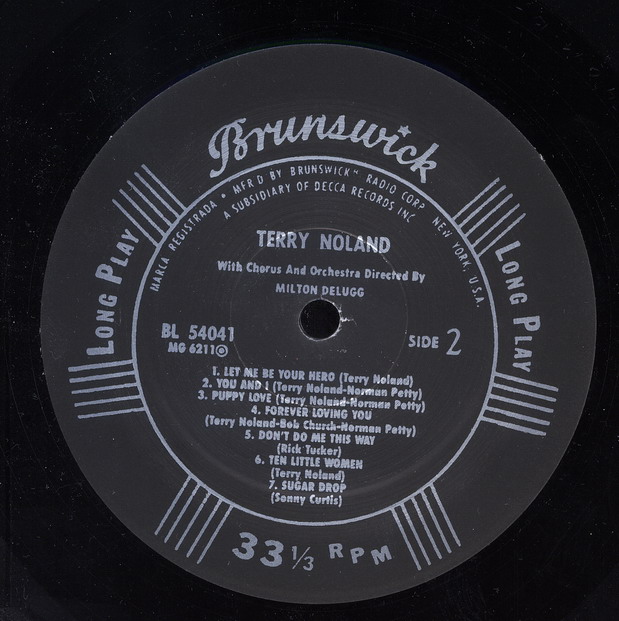 Brunswick
MARCA REGISTRADA • MFR'D BY BRUNSWICK RADIO CORP. NEW YORK, U.S.A.
A SUBSIDIARY OF DECCA RECORDS INC
LONG PLAY
LONG PLAY
TERRY NOLAND
With Chorus And Orchestra Directed By
MILTON DELUGG
BL 54041
MG 6211
SIDE 2
1. LET ME BE YOUR HERO (Terry Noland)
2. YOU AND I (Terry Noland-Norman Petty)
3. PUPPY LOVE (Terry Noland-Norman Petty)
4. FOREVER LOVING YOU
(Terry Noland-Bob Church-Norman Petty)
5. DON'T DO ME THIS WAY
(Rick Tucker)
6. TEN LITTLE WOMEN
(Terry Noland)
7. SUGAR DROP
(Sonny Curtis)
33 1/3 RPM